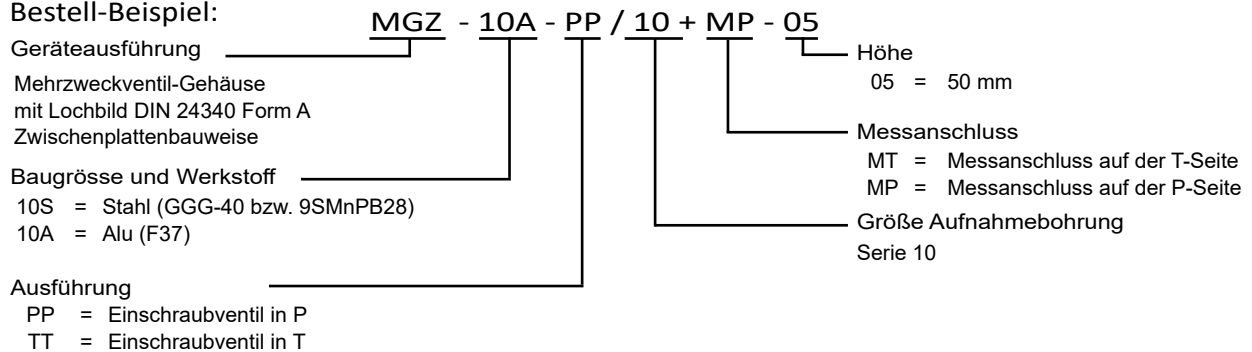 Bestell-Beispiel:
MGZ - 10A - PP / 10 + MP - 05
Geräteausführung
Mehrzweckventil-Gehäuse
mit Lochbild DIN 24340 Form A
Zwischenplattenbauweise
Baugrösse und Werkstoff
10S = Stahl (GGG-40 bzw. 9SMnPB28)
10A = Alu (F37)
Ausführung
PP = Einschraubventil in P
TT = Einschraubventil in T
Höhe
05 = 50 mm
Messanschluss
MT = Messanschluss auf der T-Seite
MP = Messanschluss auf der P-Seite
Größe Aufnahmebohrung
Serie 10